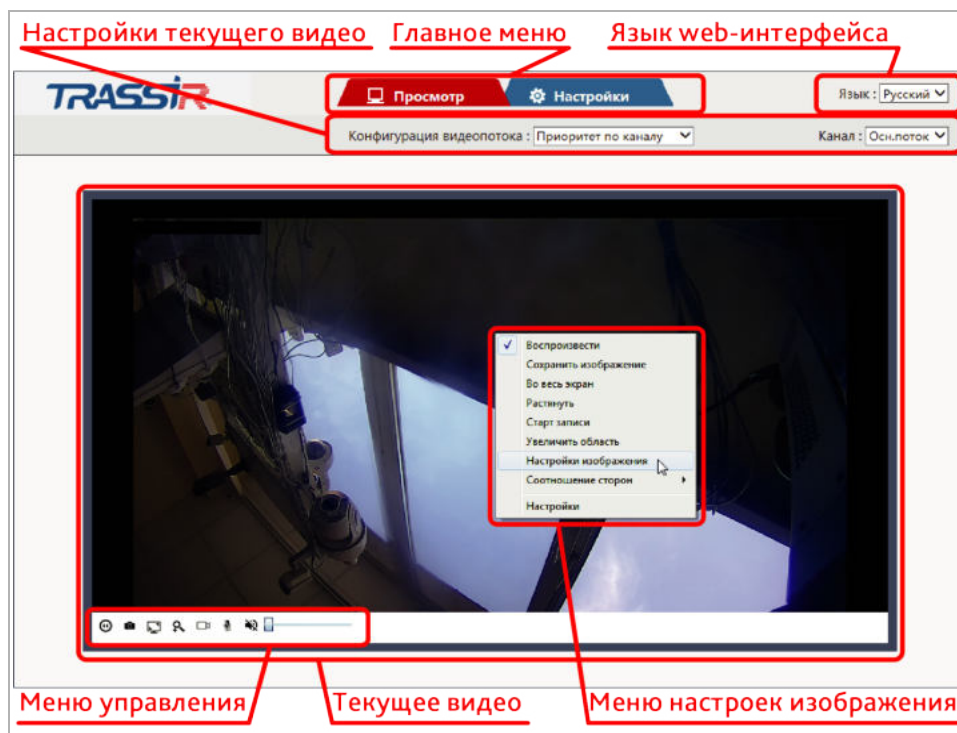 Настройки текущего видео Главное меню Язык web-интерфейса
TRASSIR Просмотр Настройки Язык : Русский
Конфигурация видеопотока : Приоритет по каналу Канал : Осн.поток
Воспроизвести
Сохранить изображение
Во весь экран
Растянуть
Старт записи
Увеличить область
Настройки изображения
Соотношение сторон
Настройки
Меню управления Текущее видео Меню настроек изображения